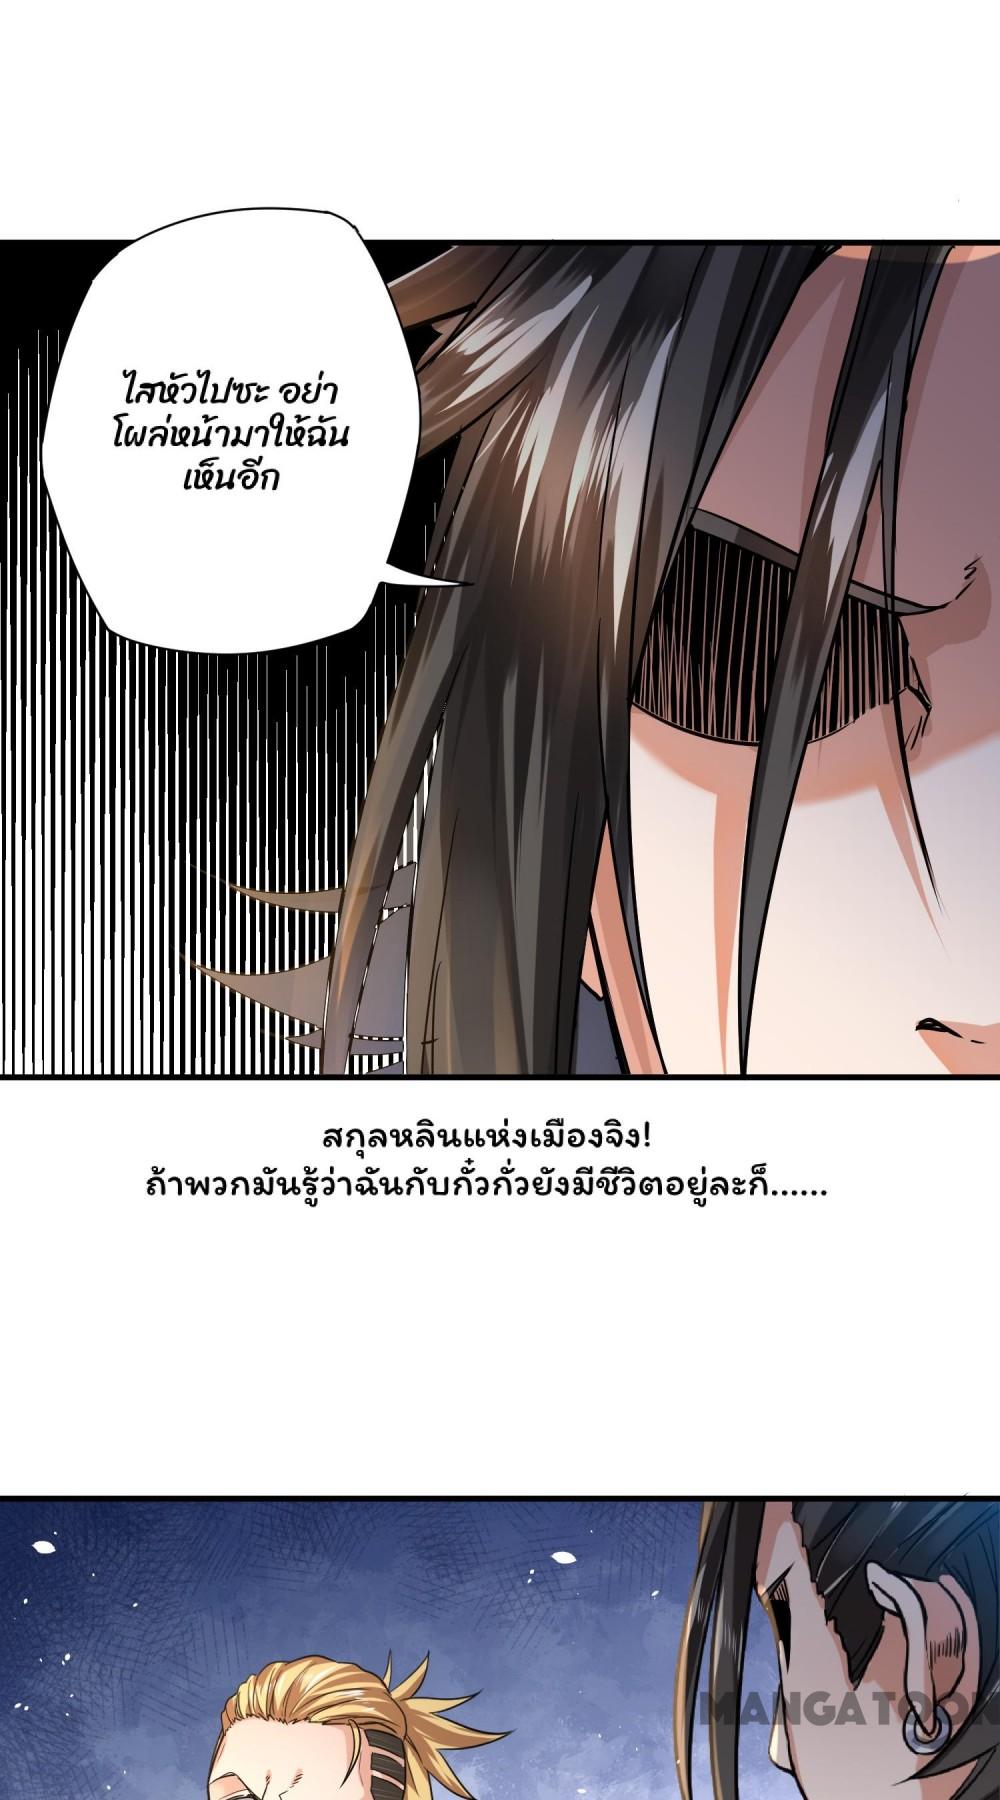 ไสหัวไปซะ อย่า
โผล่หน้ามาให้ฉัน
เห็นอีก
สกุลหลินแห่งเมืองจิง!
ถ้าพวกมันรู้ว่าฉันกับกั๋วกั่วยังมีชีวิตอยู่ละก็......
MANGATOON